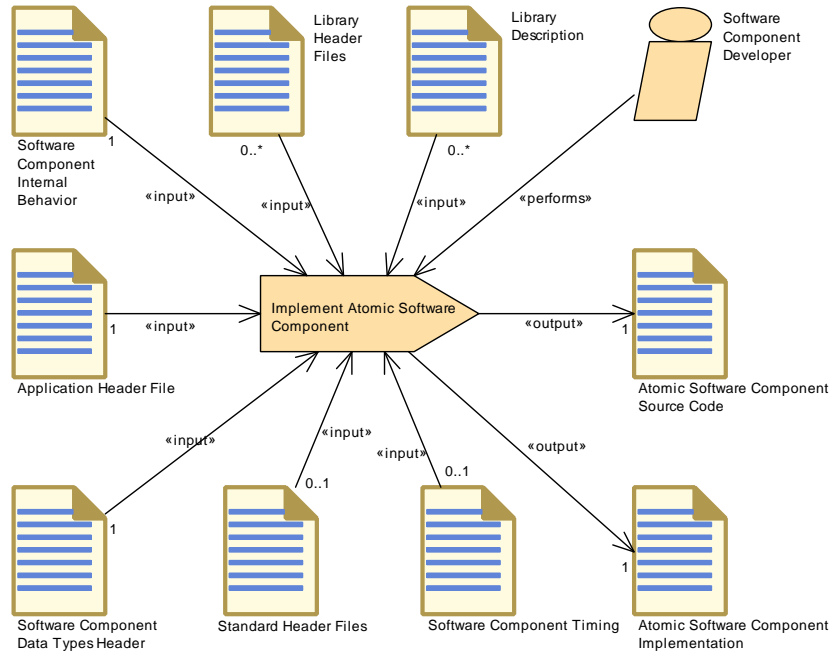 Library
Header
Files
Library
Description
Software
Component
Developer
Software
Component
Internal
Behavior
1
0..*
0..*
«input»
«input»
«input»
«performs»
Application Header File
1
«input»
Implement Atomic Software
Component
«output»
1
Atomic Software Component
Source Code
«input»
«input»
«input»
«output»
Software Component
Data Types Header
1
Standard Header Files
0..1
Software Component Timing
0..1
Atomic Software Component
Implementation
1